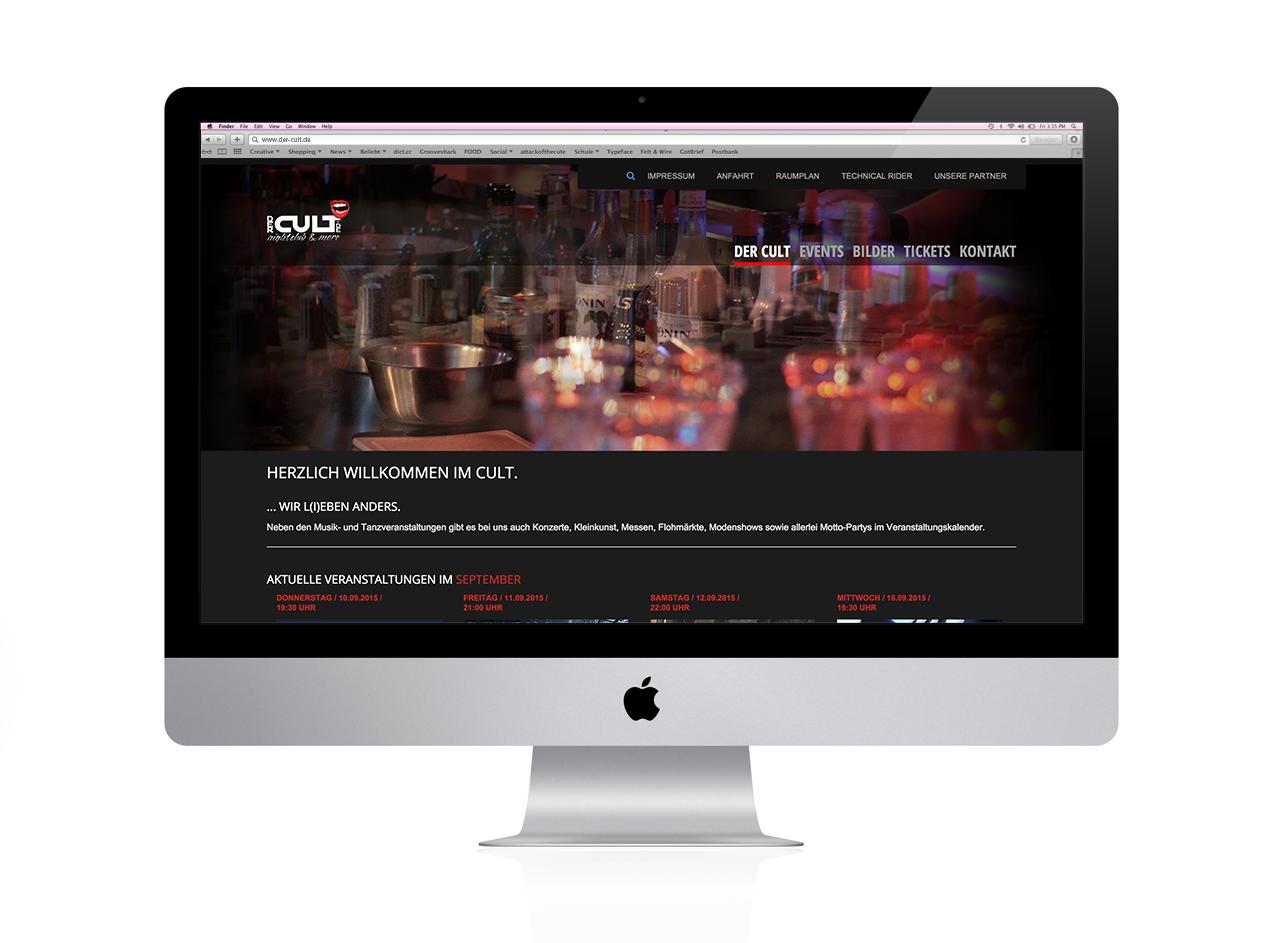 Finder File Edit View Go Window Help Fri 3:35 PM
www.der-cult.de Reader
Creative Shopping News Beliebt dict.cc Grooveshark FOOD Social attackofthecute Schule Typeface Felt & Wire GotBrief Postbank
IMPRESSUM ANFAHRT RAUMPLAN TECHNICAL RIDER UNSERE PARTNER
DER CULT DE
nightclub & more
DER CULT EVENTS BILDER TICKETS KONTAKT
MONIN
HERZLICH WILLKOMMEN IM CULT.
... WIR L(I)EBEN ANDERS.
Neben den Musik- und Tanzveranstaltungen gibt es bei uns auch Konzerte, Kleinkunst, Messen, Flohmärkte, Modenshows sowie allerlei Motto-Partys im Veranstaltungskalender.
AKTUELLE VERANSTALTUNGEN IM SEPTEMBER
DONNERSTAG / 10.09.2015 / FREITAG / 11.09.2015 / SAMSTAG / 12.09.2015 / MITTWOCH / 16.09.2015 /
19:30 UHR 21:00 UHR 22:00 UHR 19:30 UHR